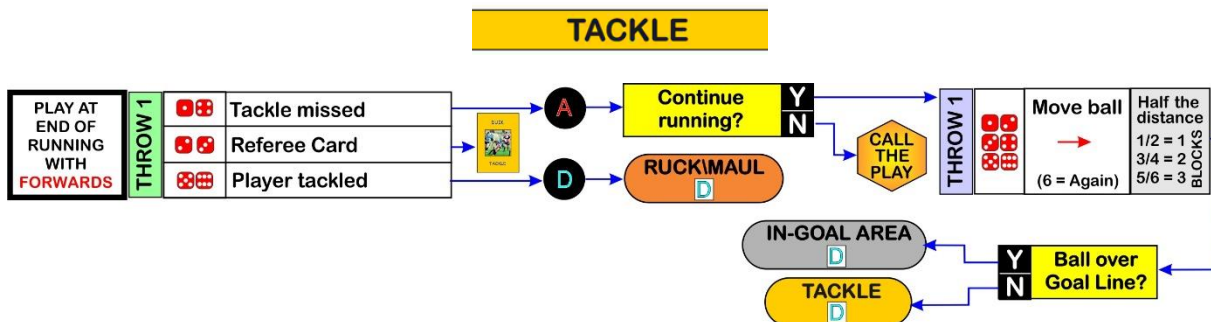 TACKLE
PLAY AT
END OF
RUNNING
WITH
FORWARDS
THROW 1
Tackle missed
Referee Card
Player tackled
TACKLE
A
D
Continue
running?
Y
N
RUCK\MAUL
D
CALL
THE
PLAY
THROW 1
Move ball
(6 = Again)
Half the
distance
1/2 = 1
3/4 = 2
5/6 = 3
BLOCKS
IN-GOAL AREA
D
TACKLE
D
Y
N
Ball over
Goal Line?